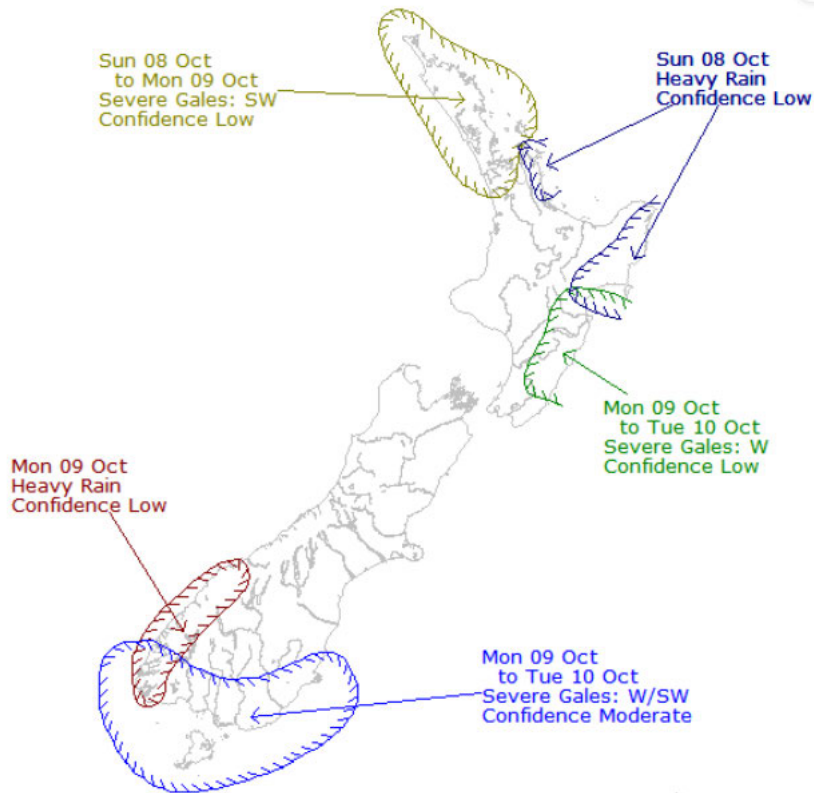 Sun 08 Oct
to Mon 09 Oct
Severe Gales: SW
Confidence Low
Sun 08 Oct
Heavy Rain
Confidence Low
Mon 09 Oct
to Tue 10 Oct
Severe Gales: W
Confidence Low
Mon 09 Oct
Heavy Rain
Confidence Low
Mon 09 Oct
to Tue 10 Oct
Severe Gales: W/SW
Confidence Moderate